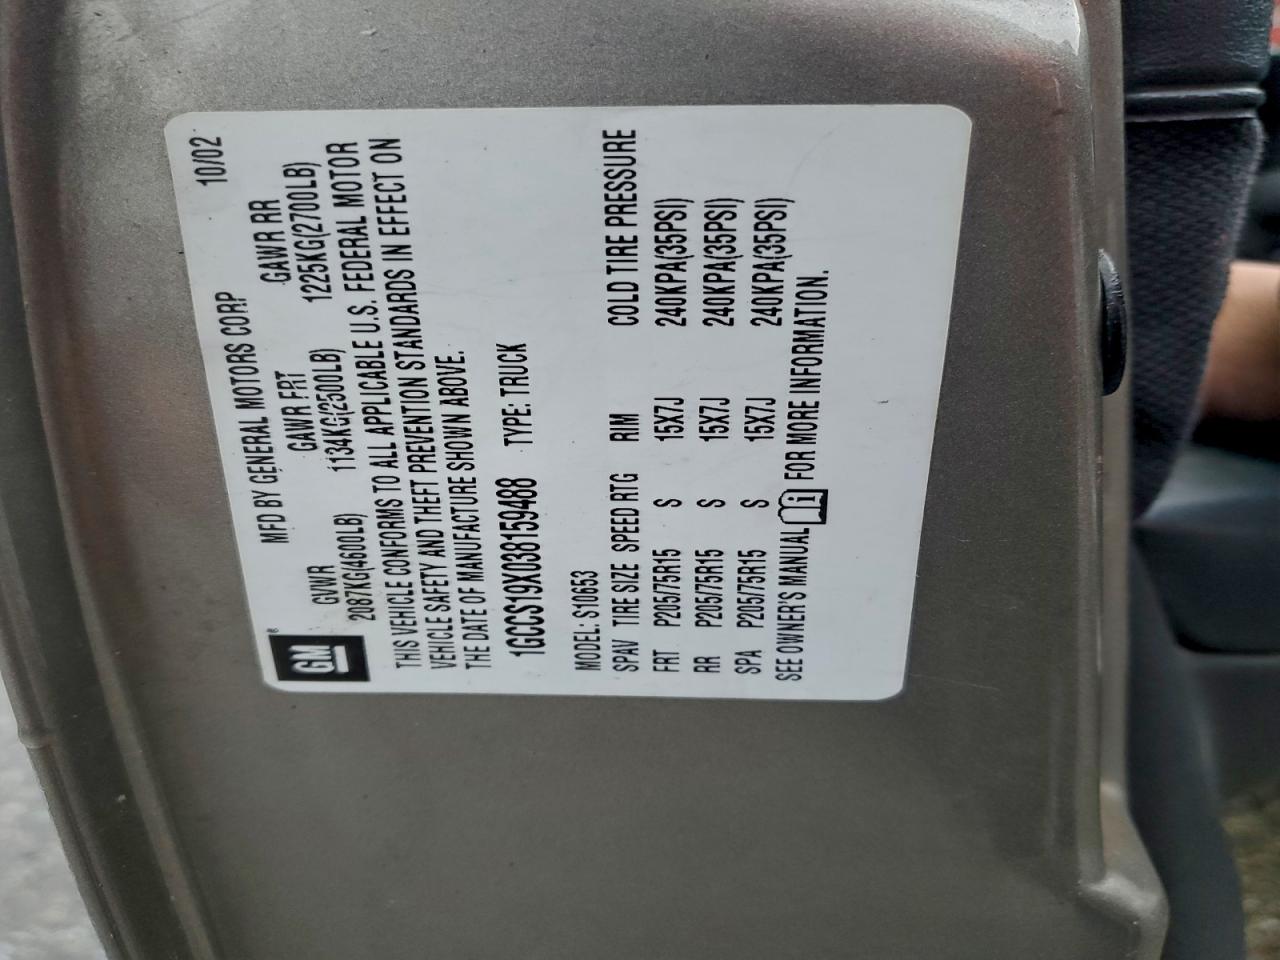 GM®
MFD BY GENERAL MOTORS CORP 10/02
GVWR GAWR FRT GAWR RR
2087KG(4600LB) 1134KG(2500LB) 1225KG(2700LB)
THIS VEHICLE CONFORMS TO ALL APPLICABLE U.S. FEDERAL MOTOR
VEHICLE SAFETY AND THEFT PREVENTION STANDARDS IN EFFECT ON
THE DATE OF MANUFACTURE SHOWN ABOVE.
1GCCS19X038159488 TYPE: TRUCK
MODEL: S10653
SPAV TIRE SIZE SPEED RTG RIM COLD TIRE PRESSURE
FRT P205/75R15 S 15X7J 240KPA(35PSI)
RR P205/75R15 S 15X7J 240KPA(35PSI)
SPA P205/75R15 S 15X7J 240KPA(35PSI)
SEE OWNER'S MANUAL i FOR MORE INFORMATION.